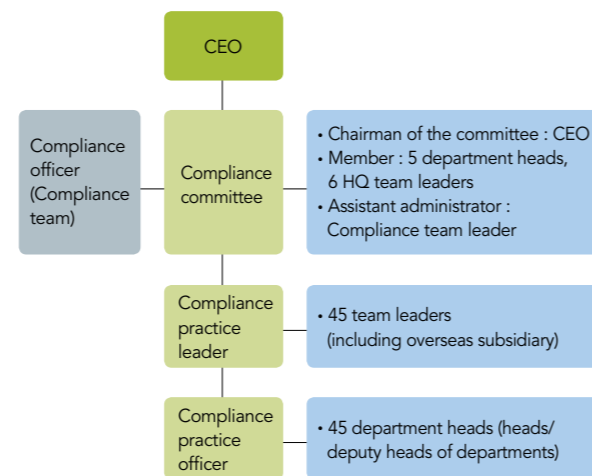 CEO
Compliance
officer
(Compliance
team)
Compliance
committee
• Chairman of the committee : CEO
• Member : 5 department heads,
6 HQ team leaders
• Assistant administrator :
Compliance team leader
Compliance
practice
leader
• 45 team leaders
(including overseas subsidiary)
Compliance
practice
officer
• 45 department heads (heads/
deputy heads of departments)